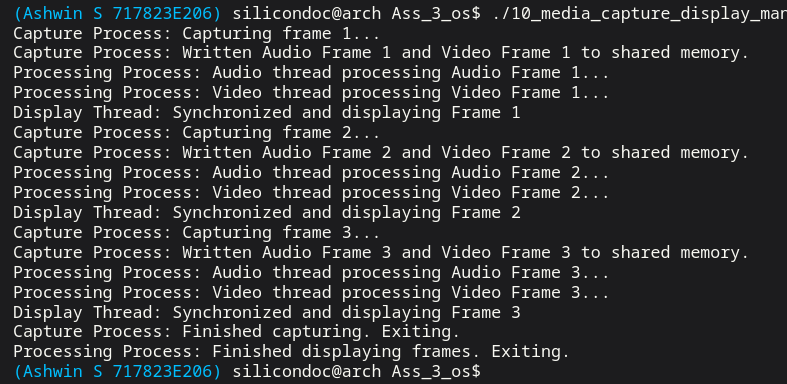 (Ashwin S 717823E206) silicondoc@arch Ass_3_os$ ./10_media_capture_display_man
Capture Process: Capturing frame 1...
Capture Process: Written Audio Frame 1 and Video Frame 1 to shared memory.
Processing Process: Audio thread processing Audio Frame 1...
Processing Process: Video thread processing Video Frame 1...
Display Thread: Synchronized and displaying Frame 1
Capture Process: Capturing frame 2...
Capture Process: Written Audio Frame 2 and Video Frame 2 to shared memory.
Processing Process: Audio thread processing Audio Frame 2...
Processing Process: Video thread processing Video Frame 2...
Display Thread: Synchronized and displaying Frame 2
Capture Process: Capturing frame 3...
Capture Process: Written Audio Frame 3 and Video Frame 3 to shared memory.
Processing Process: Audio thread processing Audio Frame 3...
Processing Process: Video thread processing Video Frame 3...
Display Thread: Synchronized and displaying Frame 3
Capture Process: Finished capturing. Exiting.
Processing Process: Finished displaying frames. Exiting.
(Ashwin S 717823E206) silicondoc@arch Ass_3_os$